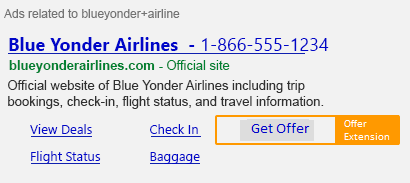 Ads related to blueyonder+airline
Blue Yonder Airlines - 1-866-555-1234
blueyonderairlines.com - Official site
Official website of Blue Yonder Airlines including trip
bookings, check-in, flight status, and travel information.
View Deals Check In Get Offer Offer
Extension
Flight Status Baggage